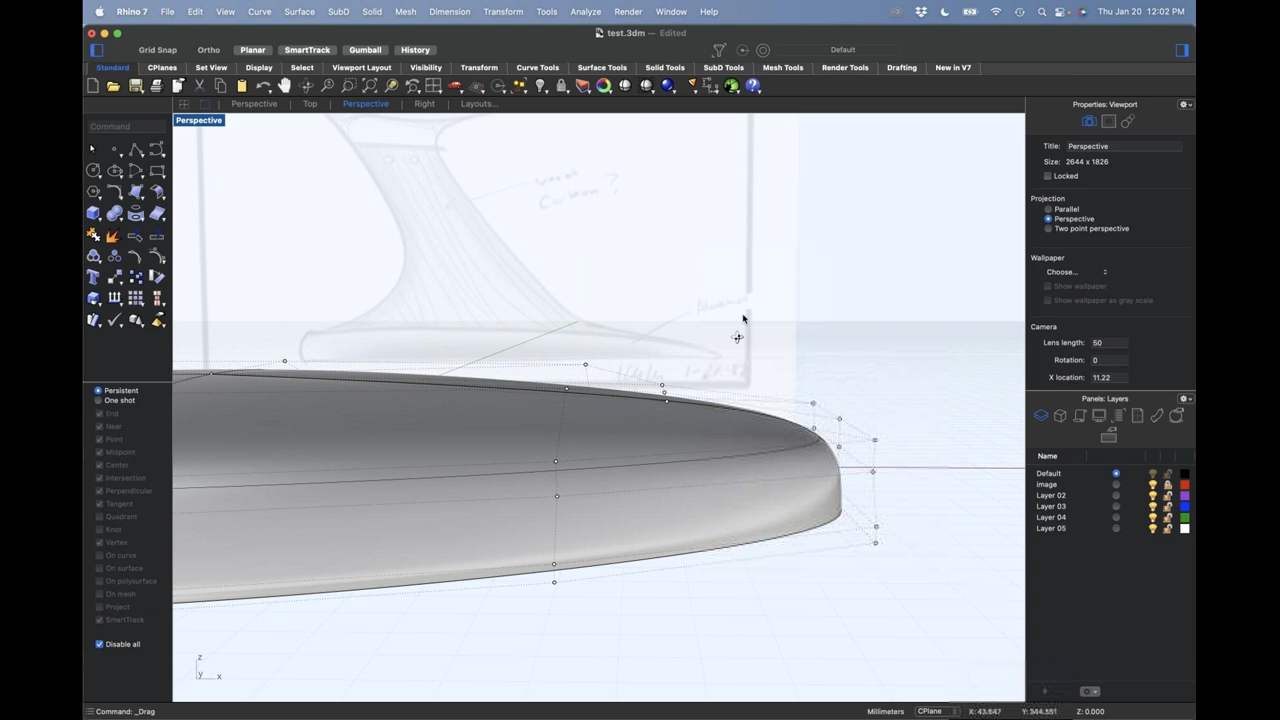 Rhino 7 File Edit View Curve Surface SubD Solid Mesh Dimension Transform Tools Analyze Render Window Help Thu Jan 20 12:02 PM
test.3dm — Edited
Grid Snap Ortho Planar SmartTrack Gumball History Default
Standard CPlanes Set View Display Select Viewport Layout Visibility Transform Curve Tools Surface Tools Solid Tools SubD Tools Mesh Tools Render Tools Drafting New in V7
Perspective Top Perspective Right Layouts...
Properties: Viewport
Command
Perspective
Title: Perspective
Size: 2644 x 1826
Locked
Projection
Parallel
Perspective
Two point perspective
Wallpaper
Choose...
Show wallpaper
Show wallpaper as gray scale
Camera
Lens length: 50
Rotation: 0
X location: 11.22
Panels: Layers
Name
Default
image
Layer 02
Layer 03
Layer 04
Layer 05
Persistent
One shot
End
Near
Point
Midpoint
Center
Intersection
Perpendicular
Tangent
Quadrant
Knot
Vertex
On curve
On surface
On polysurface
On mesh
Project
SmartTrack
Disable all
z
y x
Command: _Drag
Millimeters CPlane X:43.647 Y:344.551 Z: 0.000